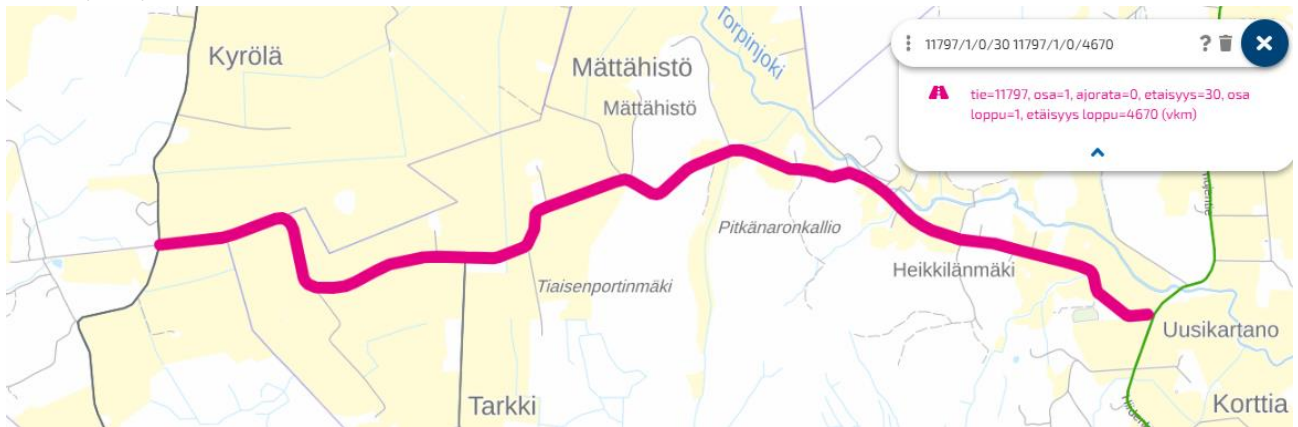 Torpinjoki
11797/1/0/30 11797/1/0/4670
?
Kyrölä
Mättähistö
tie=11797, osa=1, ajorata=0, etaisyys=30, osa
Mättähistö
loppu=1, etäisyys loppu=4670 (vkm)
Pitkänaronkallio
Heikkilänmäki
Tiaisenportinmäki
Uusikartano
Tarkki
Korttia